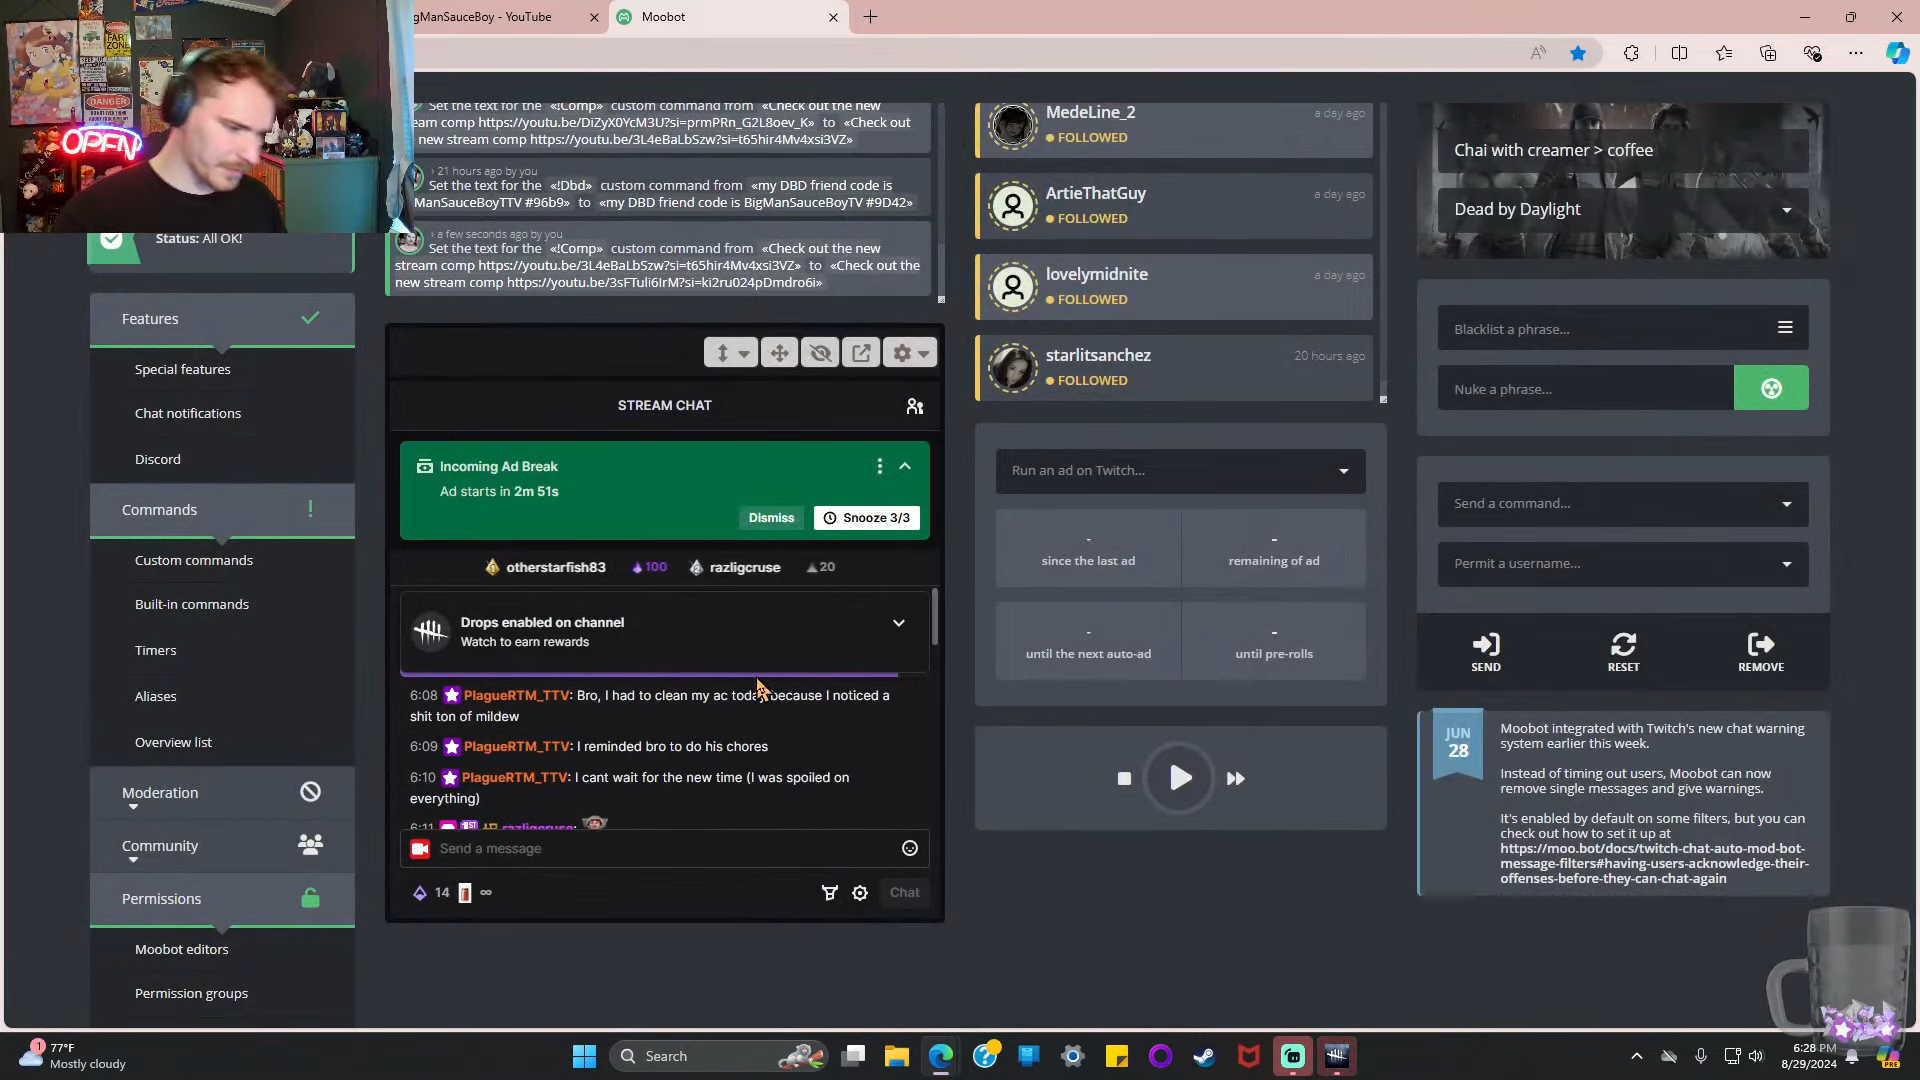 gManSauceBoy - YouTube
Moobot
FART ZONE
DANGER
OPEN
Set the text for the «!Comp» custom command from «Check out the new
stream comp https://youtu.be/DiZyX0YcM3U?si=prmPRn_G2L8oev_K» to «Check out
new stream comp https://youtu.be/3L4eBaLbSzw?si=t65hir4Mv4xsi3VZ»
› 21 hours ago by you
Set the text for the «!Dbd» custom command from «my DBD friend code is
ManSauceBoyTTV #96b9» to «my DBD friend code is BigManSauceBoyTV #9D42»
› a few seconds ago by you
Set the text for the «!Comp» custom command from «Check out the new
stream comp https://youtu.be/3L4eBaLbSzw?si=t65hir4Mv4xsi3VZ» to «Check out the
new stream comp https://youtu.be/3sFTuli6IrM?si=ki2ru024pDmdro6i»
Status: All OK!
Features
Special features
Chat notifications
Discord
Commands
Custom commands
Built-in commands
Timers
Aliases
Overview list
Moderation
Community
Permissions
Moobot editors
Permission groups
STREAM CHAT
Incoming Ad Break
Ad starts in 2m 51s
Dismiss
Snooze 3/3
1 otherstarfish83 100 2 razligcruse 20
Drops enabled on channel
Watch to earn rewards
6:08 PlagueRTM_TTV: Bro, I had to clean my ac today because I noticed a
shit ton of mildew
6:09 PlagueRTM_TTV: I reminded bro to do his chores
6:10 PlagueRTM_TTV: I cant wait for the new time (I was spoiled on
everything)
6:11 1ST razligcruse:
Send a message
14 ∞
Chat
MedeLine_2
a day ago
FOLLOWED
ArtieThatGuy
a day ago
FOLLOWED
lovelymidnite
a day ago
FOLLOWED
starlitsanchez
20 hours ago
FOLLOWED
Run an ad on Twitch...
-
since the last ad
-
remaining of ad
-
until the next auto-ad
-
until pre-rolls
Chai with creamer > coffee
Dead by Daylight
Blacklist a phrase...
Nuke a phrase...
Send a command...
Permit a username...
SEND
RESET
REMOVE
JUN
28
Moobot integrated with Twitch's new chat warning
system earlier this week.
Instead of timing out users, Moobot can now
remove single messages and give warnings.
It's enabled by default on some filters, but you can
check out how to set it up at
https://moo.bot/docs/twitch-chat-auto-mod-bot-
message-filters#having-users-acknowledge-their-
offenses-before-they-can-chat-again
1
77°F
Mostly cloudy
Search
6:28 PM
8/29/2024
PRE